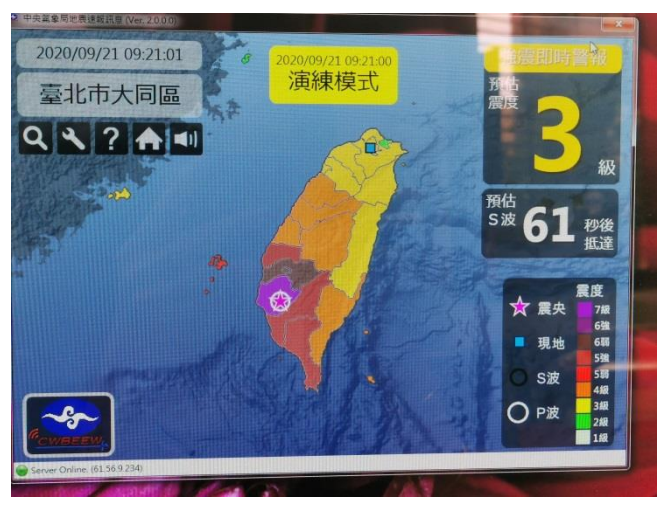 中央氣象局地震速報訊息 (Ver. 2.0.0.0)
2020/09/21 09:21:01
臺北市大同區
2020/09/21 09:21:00
演練模式
強震即時警報
預估
震度
3
級
預估
S波
61
秒後
抵達
震度
震央
現地
S波
P波
7級
6強
6弱
5強
5弱
4級
3級
2級
1級
CWBEEW
Server Online. (61.56.9.234)